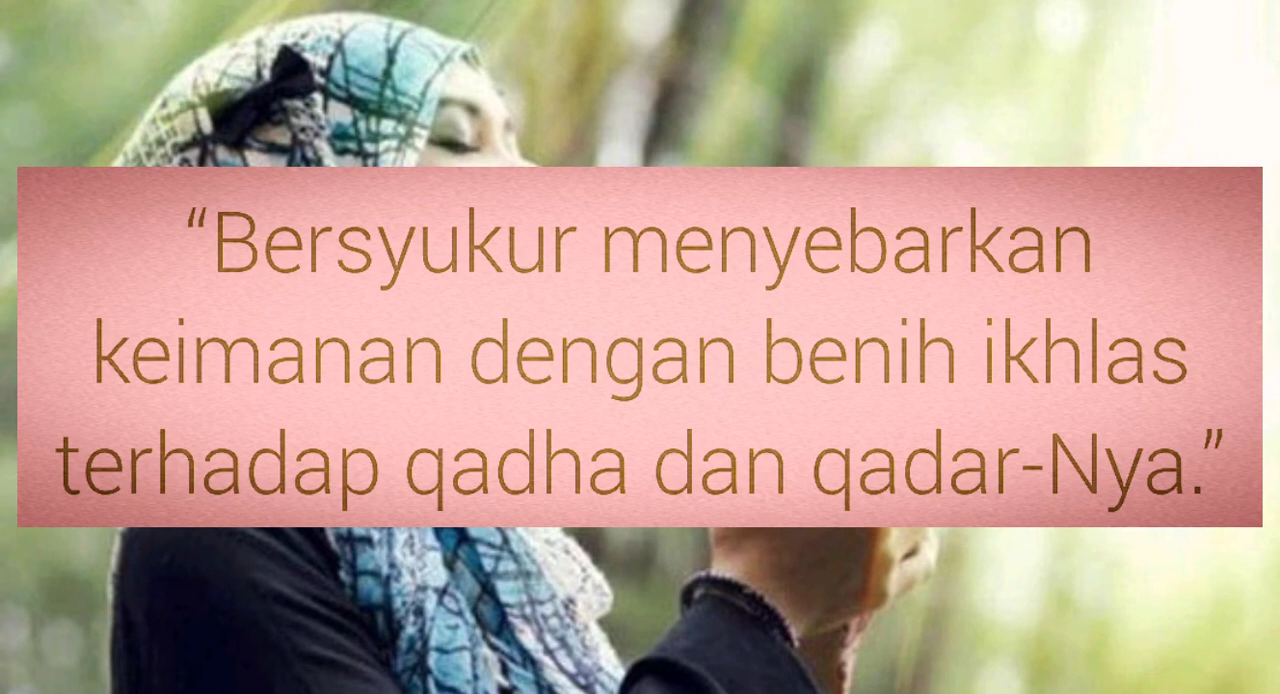 “Bersyukur menyebarkan
keimanan dengan benih ikhlas
terhadap qadha dan qadar-Nya.”